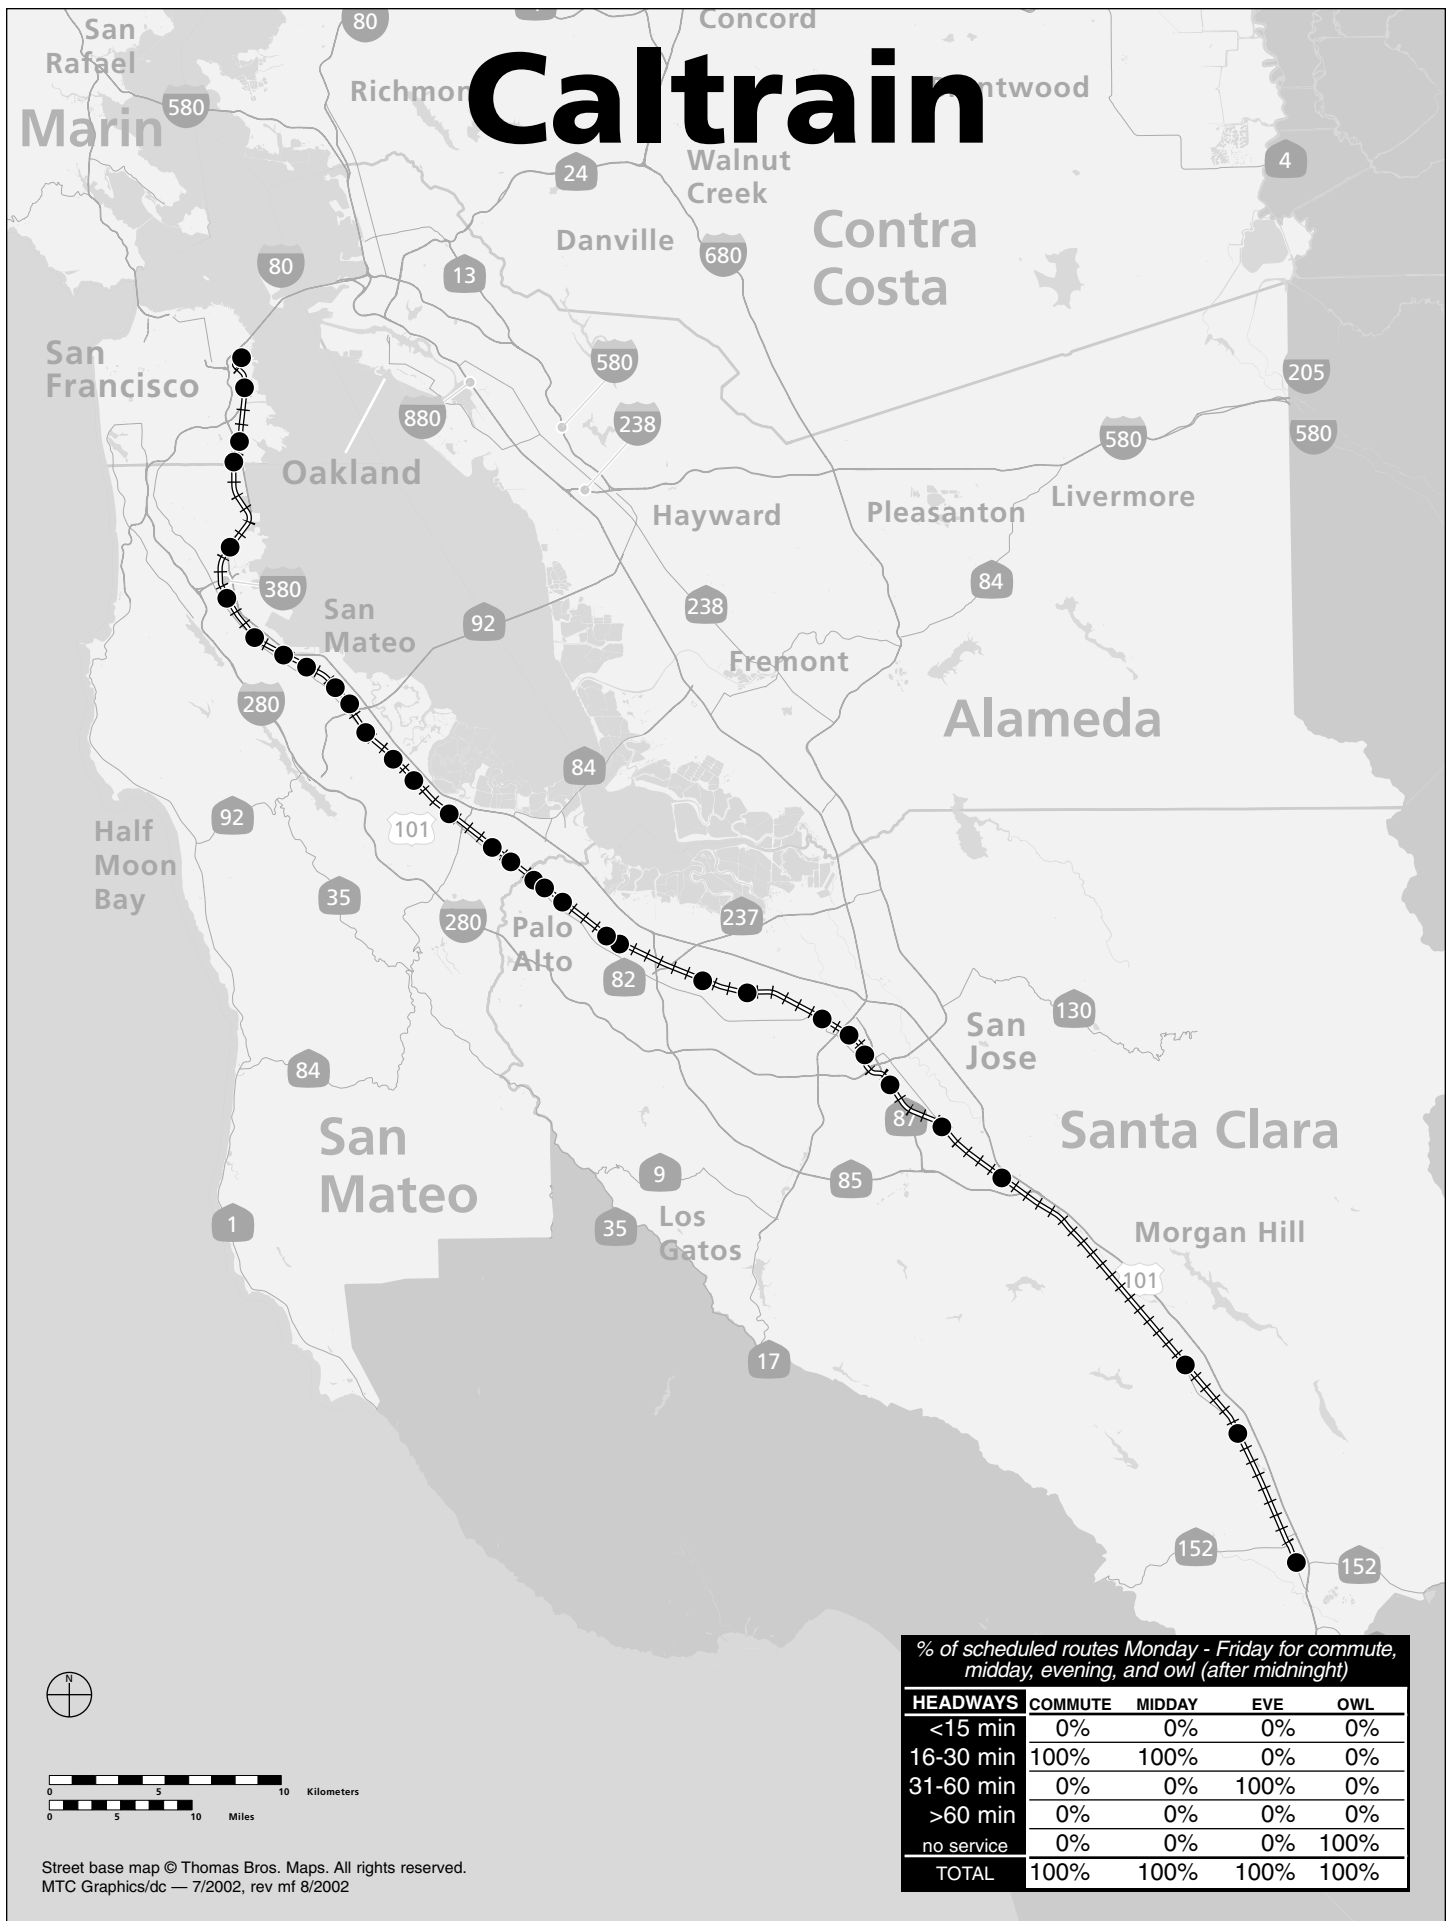 80
Concord
San
Rafael
Caltrain
Richmon
ntwood
580
Marin
4
Walnut
Creek
24
Contra
Costa
Danville
680
80
13
San
Francisco
580
205
880
238
580
580
Oakland
Livermore
Hayward
Pleasanton
380
84
San
Mateo
238
92
Fremont
280
Alameda
84
92
101
Half
Moon
Bay
35
280
237
Palo
Alto
82
130
San
Jose
84
87
Santa Clara
San
Mateo
9
85
1
35
Los
Gatos
Morgan Hill
101
17
152
152
% of scheduled routes Monday - Friday for commute,
midday, evening, and owl (after midninght)
HEADWAYS COMMUTE MIDDAY EVE OWL
<15 min 0% 0% 0% 0%
16-30 min 100% 100% 0% 0%
31-60 min 0% 0% 100% 0%
>60 min 0% 0% 0% 0%
no service 0% 0% 0% 100%
TOTAL 100% 100% 100% 100%
N
0 5 10 Kilometers
0 5 10 Miles
Street base map © Thomas Bros. Maps. All rights reserved.
MTC Graphics/dc — 7/2002, rev mf 8/2002